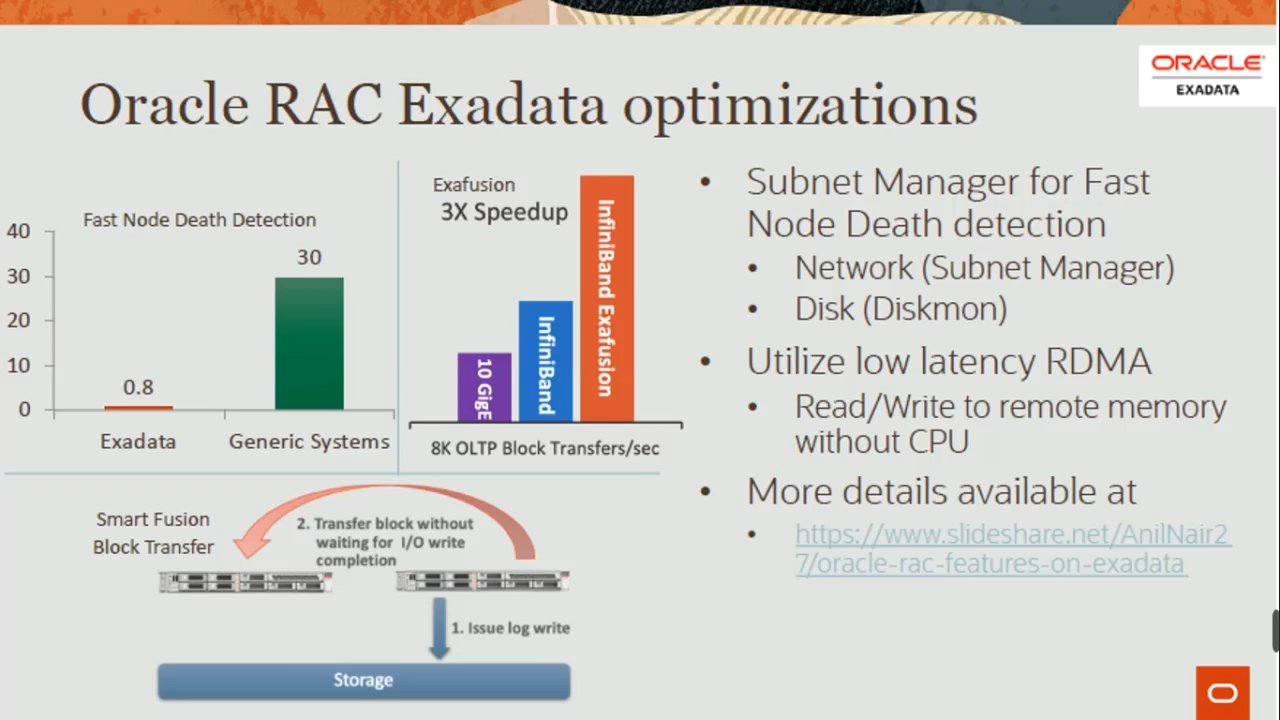 ORACLE
EXADATA
Oracle RAC Exadata optimizations
Fast Node Death Detection
40
30
20
10
0
0.8
30
Exadata
Generic Systems
Exafusion
3X Speedup
10 GigE
InfiniBand
InfiniBand Exafusion
8K OLTP Block Transfers/sec
Smart Fusion
Block Transfer
2. Transfer block without
waiting for I/O write
completion
1. Issue log write
Storage
• Subnet Manager for Fast
Node Death detection
• Network (Subnet Manager)
• Disk (Diskmon)
• Utilize low latency RDMA
• Read/Write to remote memory
without CPU
• More details available at
• https://www.slideshare.net/AnilNair2
7/oracle-rac-features-on-exadata